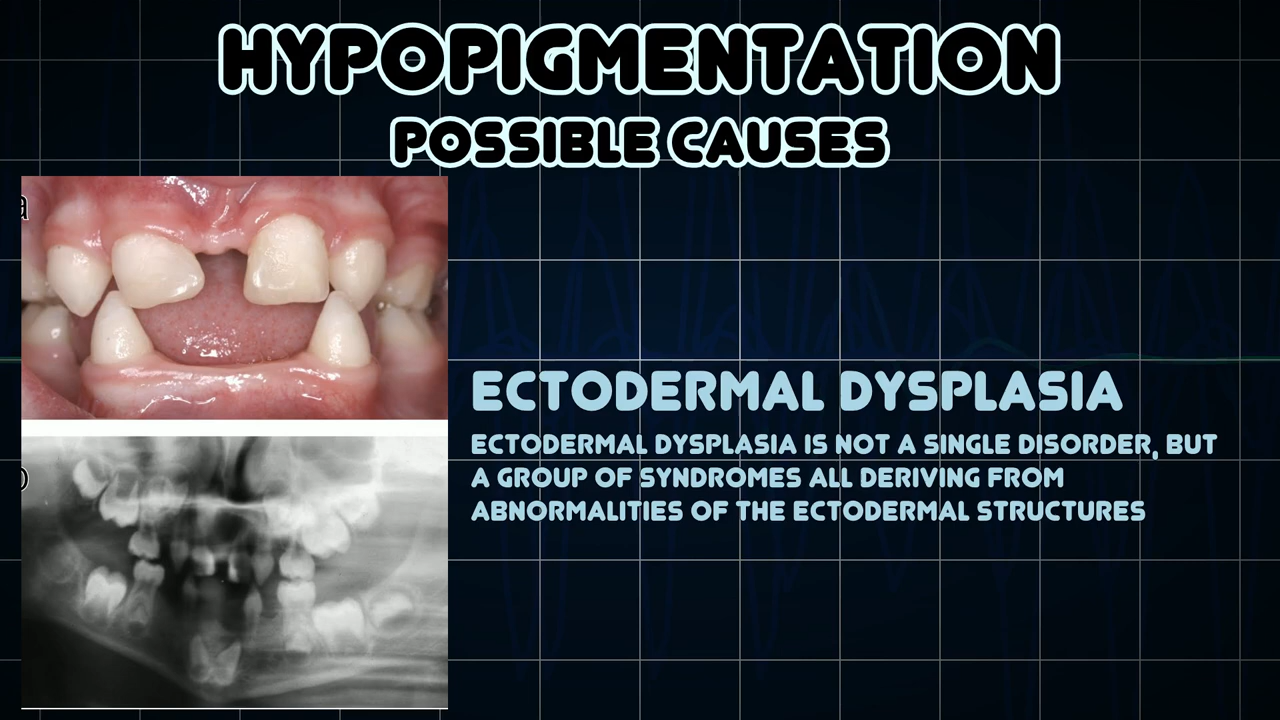 HYPOPIGMENTATION
POSSIBLE CAUSES
a
ECTODERMAL DYSPLASIA
ECTODERMAL DYSPLASIA IS NOT A SINGLE DISORDER, BUT
A GROUP OF SYNDROMES ALL DERIVING FROM
ABNORMALITIES OF THE ECTODERMAL STRUCTURES